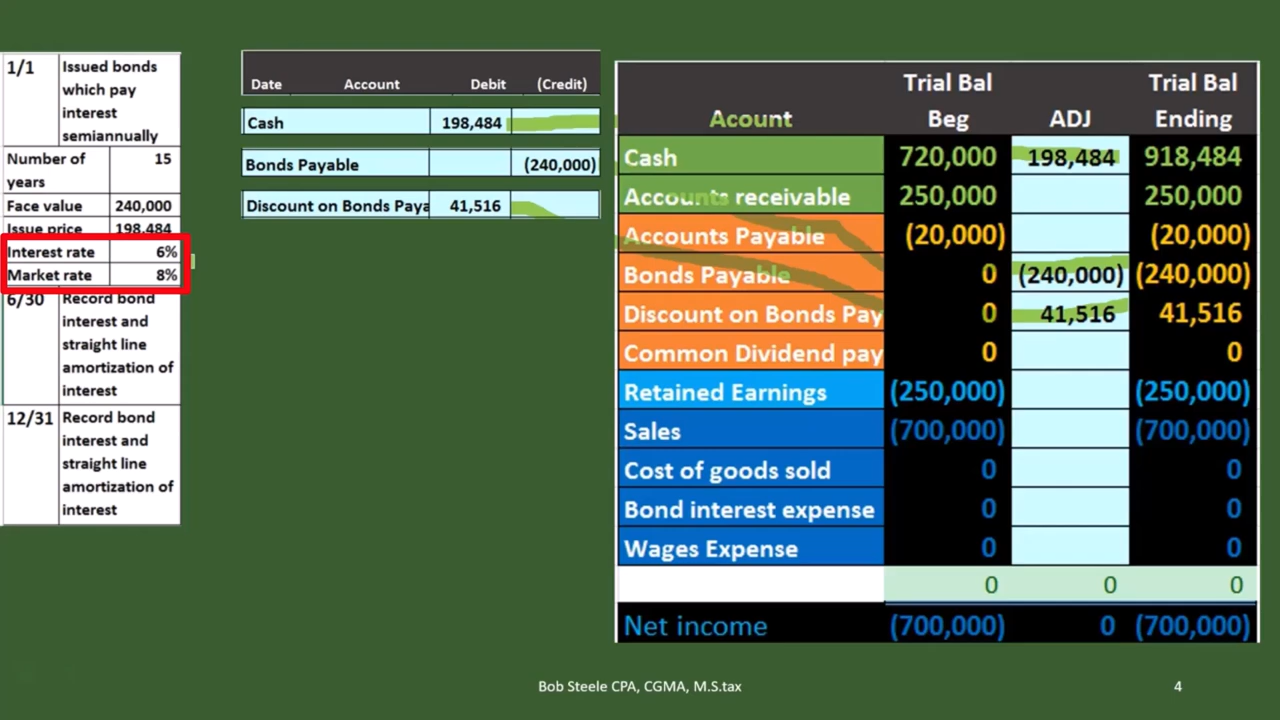 1/1 Issued bonds
which pay
interest
semiannually
Number of 15
years
Face value 240,000
Issue price 198,484
Interest rate 6%
Market rate 8%
6/30 Record bond
interest and
straight line
amortization of
interest
12/31 Record bond
interest and
straight line
amortization of
interest
Date Account Debit (Credit)
Cash 198,484
Bonds Payable (240,000)
Discount on Bonds Paya 41,516
Trial Bal Trial Bal
Acount Beg ADJ Ending
Cash 720,000 198,484 918,484
Accounts receivable 250,000 250,000
Accounts Payable (20,000) (20,000)
Bonds Payable 0 (240,000) (240,000)
Discount on Bonds Pay 0 41,516 41,516
Common Dividend pay 0 0
Retained Earnings (250,000) (250,000)
Sales (700,000) (700,000)
Cost of goods sold 0 0
Bond interest expense 0 0
Wages Expense 0 0
0 0 0
Net income (700,000) 0 (700,000)
Bob Steele CPA, CGMA, M.S.tax 4